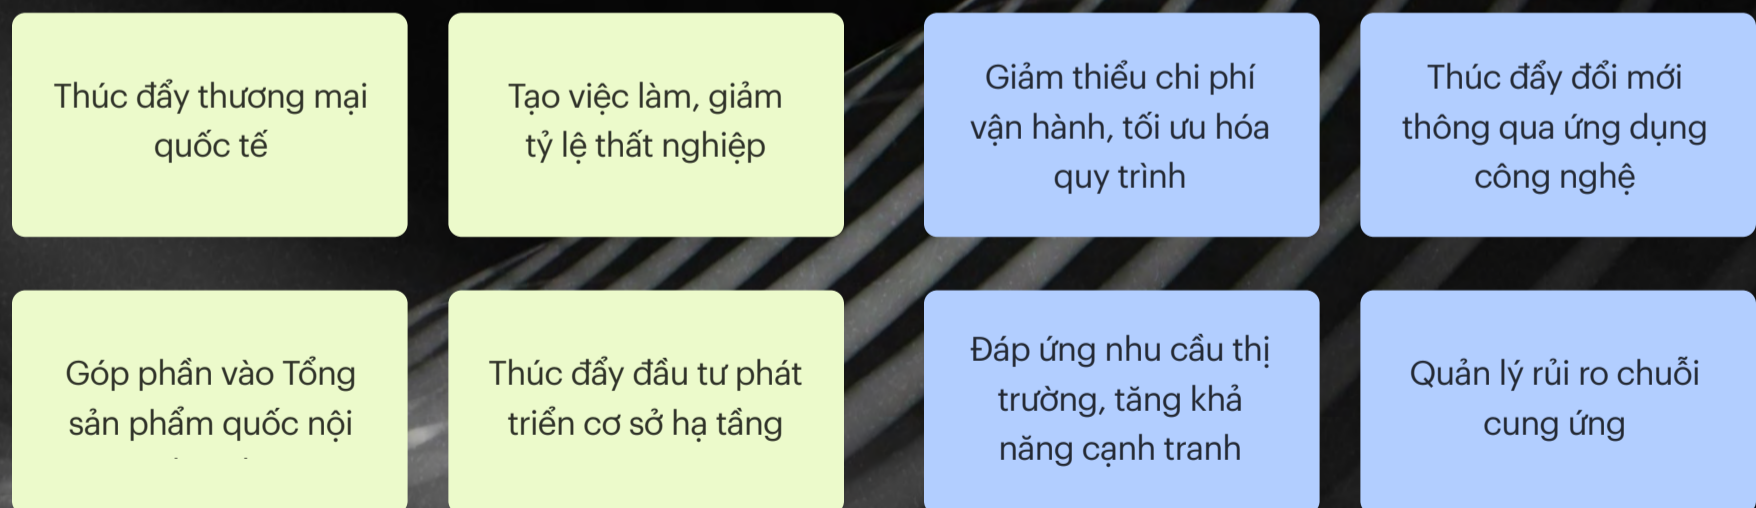 Thúc đẩy thương mại
quốc tế
Tạo việc làm, giảm
tỷ lệ thất nghiệp
Giảm thiểu chi phí
vận hành, tối ưu hóa
quy trình
Thúc đẩy đổi mới
thông qua ứng dụng
công nghệ
Góp phần vào Tổng
sản phẩm quốc nội
Thúc đẩy đầu tư phát
triển cơ sở hạ tầng
Đáp ứng nhu cầu thị
trường, tăng khả
năng cạnh tranh
Quản lý rủi ro chuỗi
cung ứng